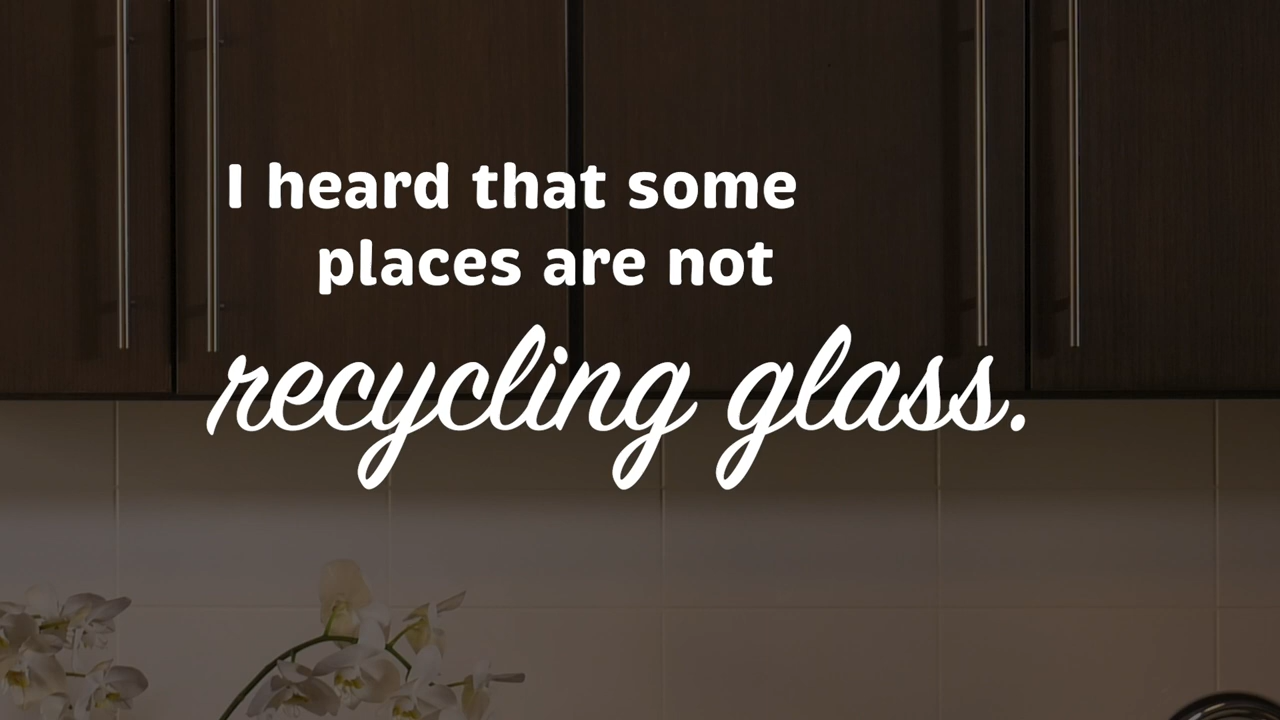 I heard that some
places are not
recycling glass.